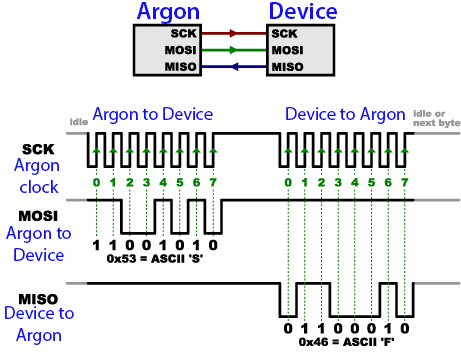 Argon Device
SCK SCK
MOSI MOSI
MISO MISO
Argon to Device Device to Argon
idle or
next byte
idle
SCK
Argon
clock
0 1 2 3 4 5 6 7 0 1 2 3 4 5 6 7
MOSI
Argon to
Device
1 1 0 0 1 0 1 0
0x53 = ASCII 'S'
MISO
Device to
Argon
0 1 1 0 0 0 1 0
0x46 = ASCII 'F'